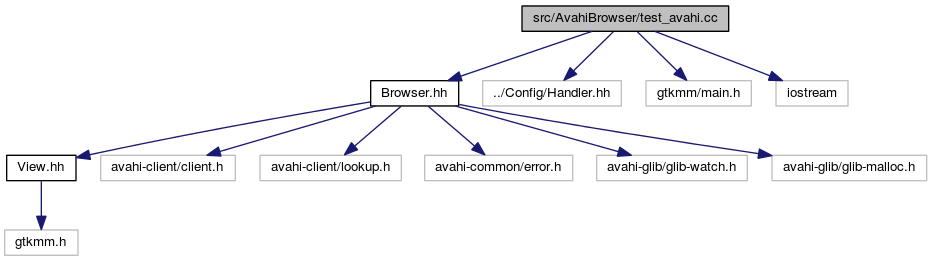 src/AvahiBrowser/test_avahi.cc
Browser.hh
../Config/Handler.hh
gtkmm/main.h
iostream
View.hh
avahi-client/client.h
avahi-client/lookup.h
avahi-common/error.h
avahi-glib/glib-watch.h
avahi-glib/glib-malloc.h
gtkmm.h